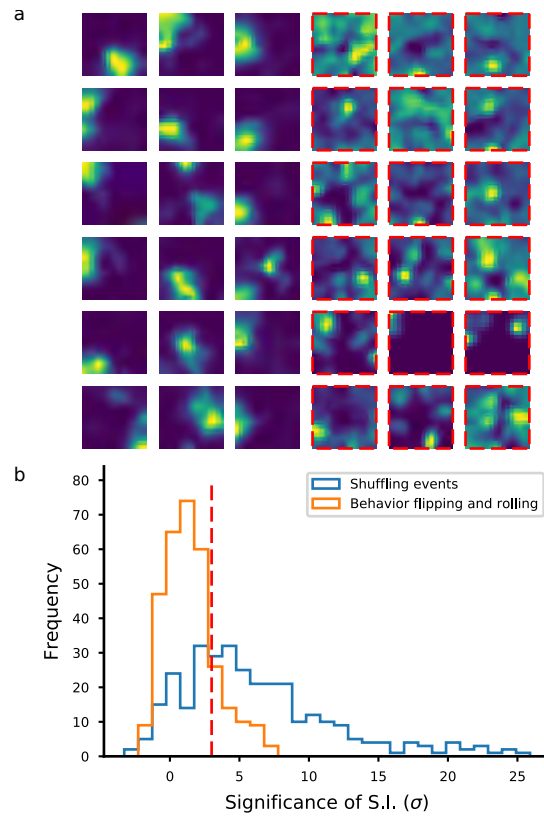 a
b
Shuffling events
Behavior flipping and rolling
Frequency
80
70
60
50
40
30
20
10
0
0 5 10 15 20 25
Significance of S.I. (σ)